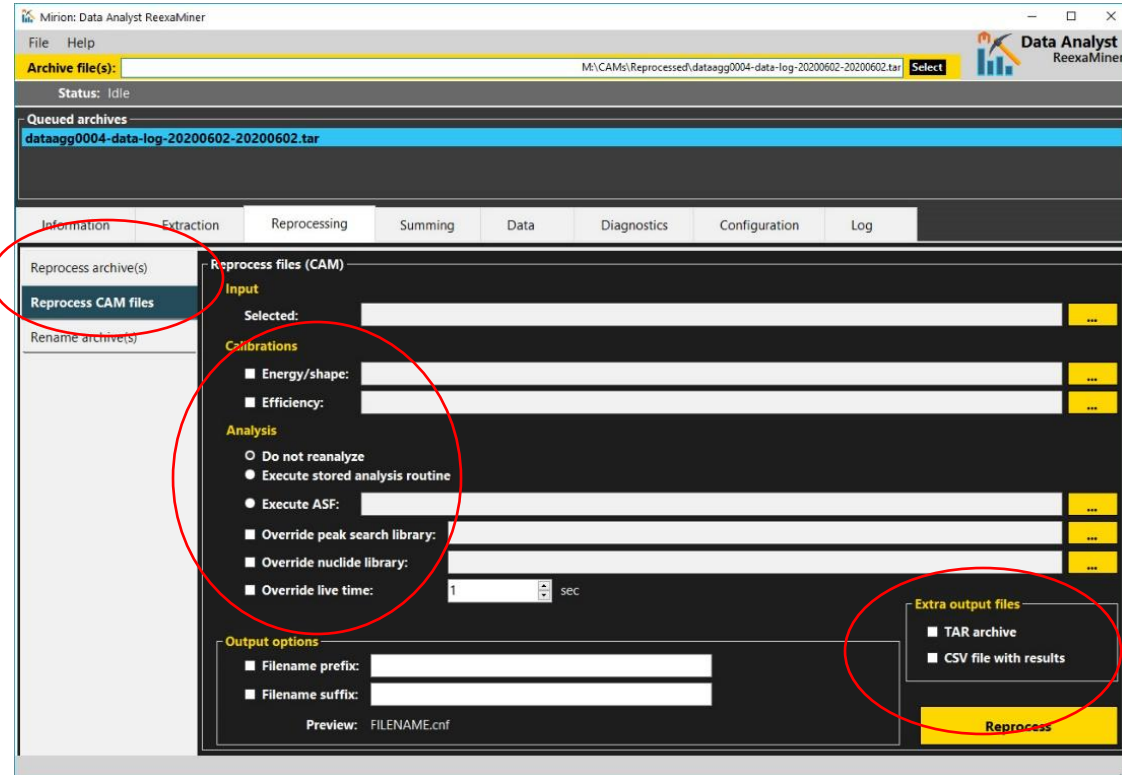 Mirion: Data Analyst ReexaMiner
File Help
Data Analyst
ReexaMiner
Archive file(s): M:\CAMs\Reprocessed\dataagg0004-data-log-20200602-20200602.tar Select
Status: Idle
Queued archives
dataagg0004-data-log-20200602-20200602.tar
Information Extraction Reprocessing Summing Data Diagnostics Configuration Log
Reprocess archive(s)
Reprocess CAM files
Rename archive(s)
Reprocess files (CAM)
Input
Selected: ...
Calibrations
Energy/shape: ...
Efficiency: ...
Analysis
Do not reanalyze
Execute stored analysis routine
Execute ASF: ...
Override peak search library: ...
Override nuclide library: ...
Override live time: 1 sec
Output options
Filename prefix:
Filename suffix:
Preview: FILENAME.cnf
Extra output files
TAR archive
CSV file with results
Reprocess